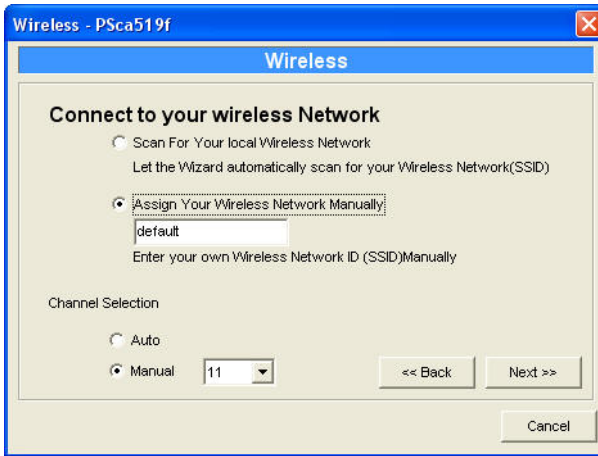 Wireless - PSca519f
Wireless
Connect to your wireless Network
Scan For Your local Wireless Network
Let the Wizard automatically scan for your Wireless Network(SSID)
Assign Your Wireless Network Manually
default
Enter your own Wireless Network ID (SSID)Manually
Channel Selection
Auto
Manual 11 << Back Next >>
Cancel